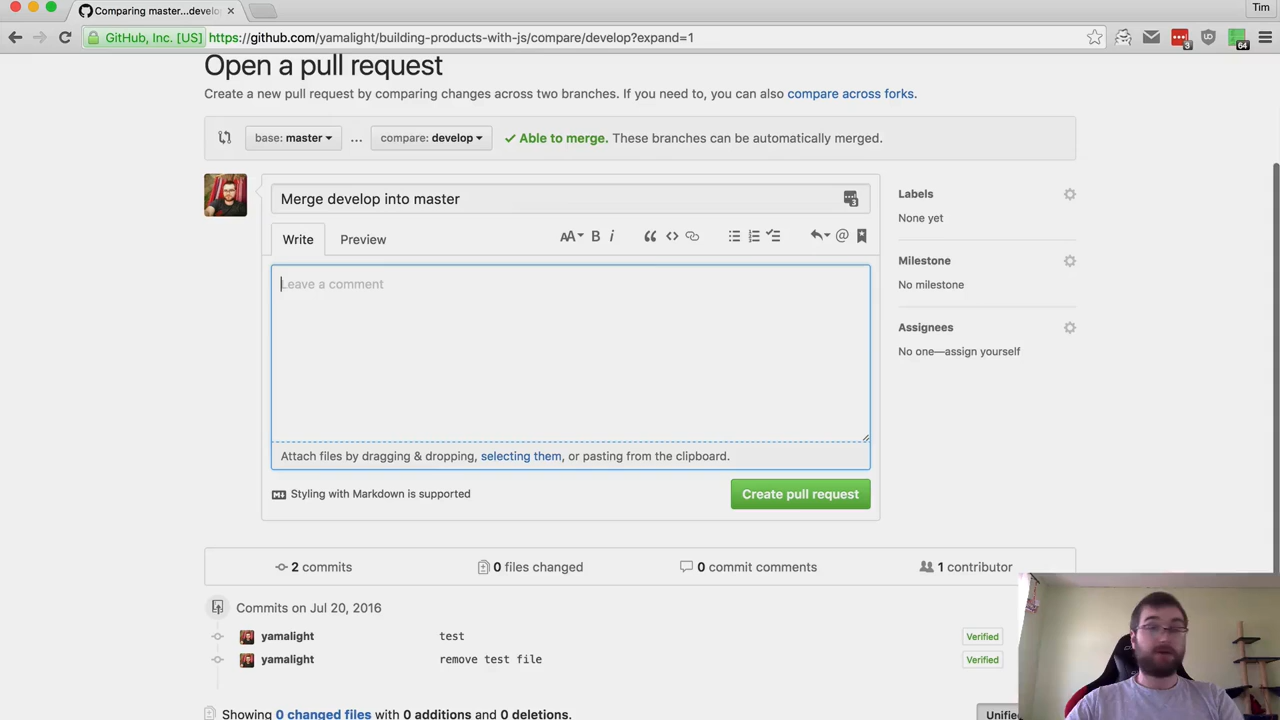 Comparing master...develop
Tim
GitHub, Inc. [US] https://github.com/yamalight/building-products-with-js/compare/develop?expand=1
3
64
Open a pull request
Create a new pull request by comparing changes across two branches. If you need to, you can also compare across forks.
base: master ... compare: develop Able to merge. These branches can be automatically merged.
Merge develop into master
3
Labels
None yet
Write Preview
AA B i
@
Milestone
No milestone
Leave a comment
Assignees
No one—assign yourself
Attach files by dragging & dropping, selecting them, or pasting from the clipboard.
Styling with Markdown is supported
Create pull request
2 commits 0 files changed 0 commit comments 1 contributor
Commits on Jul 20, 2016
yamalight test Verified
yamalight remove test file Verified
Showing 0 changed files with 0 additions and 0 deletions.